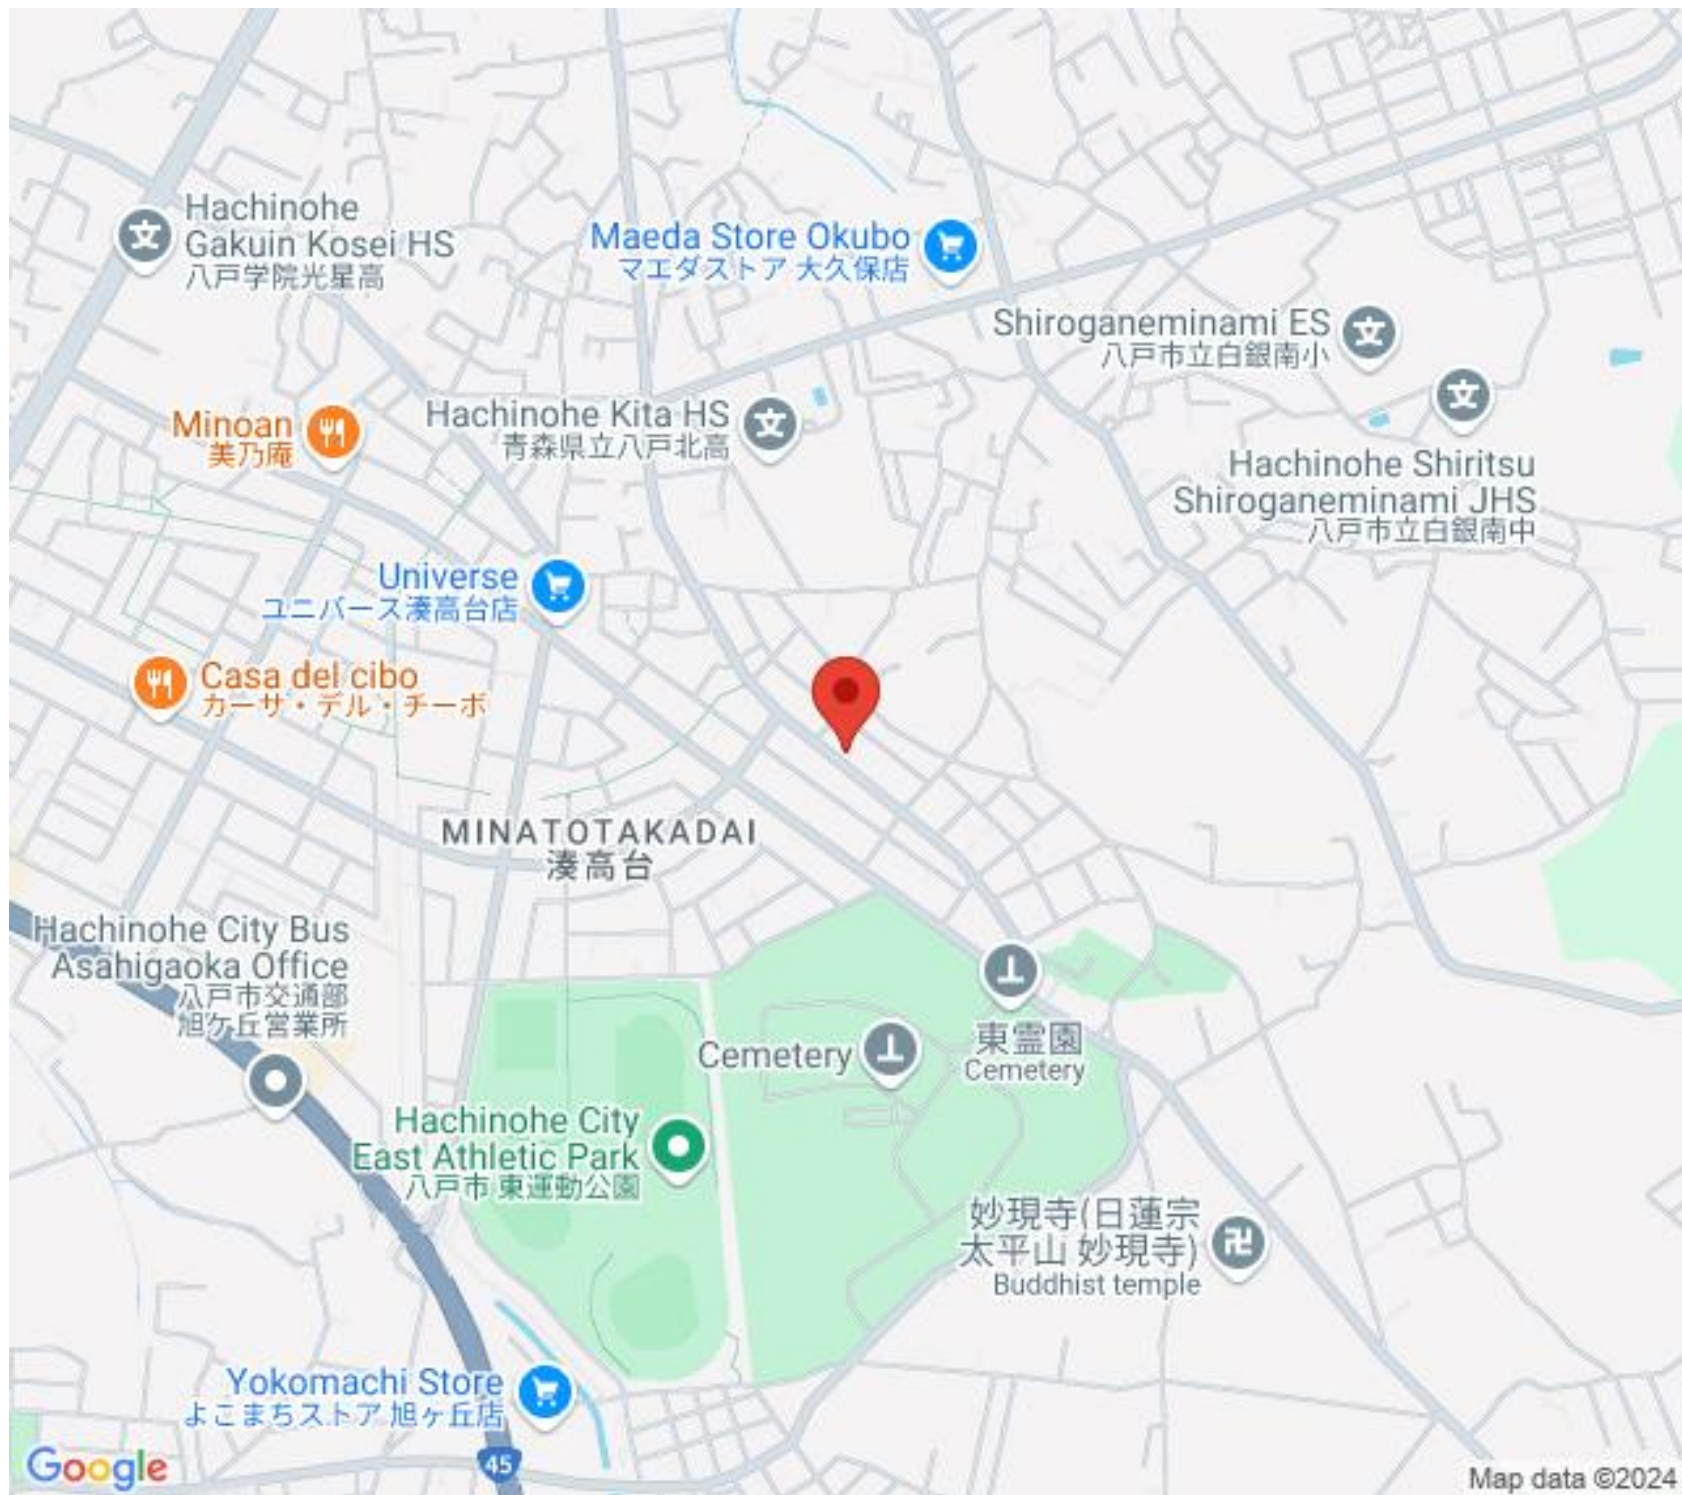 Hachinohe
Gakuin Kosei HS
八戸学院光星高
Maeda Store Okubo
マエダストア 大久保店
Shiroganeminami ES
八戸市立白銀南小
Minoan
美乃庵
Hachinohe Kita HS
青森県立八戸北高
Hachinohe Shiritsu
Shiroganeminami JHS
八戸市立白銀南中
Universe
ユニバース湊高台店
Casa del cibo
カーサ・デル・チーボ
MINATOTAKADAI
湊高台
Hachinohe City Bus
Asahigaoka Office
八戸市交通部
旭ケ丘営業所
Cemetery
東霊園
Cemetery
Hachinohe City
East Athletic Park
八戸市 東運動公園
妙現寺(日蓮宗
太平山 妙現寺)
Buddhist temple
Yokomachi Store
よこまちストア 旭ヶ丘店
45
Google
Map data ©2024